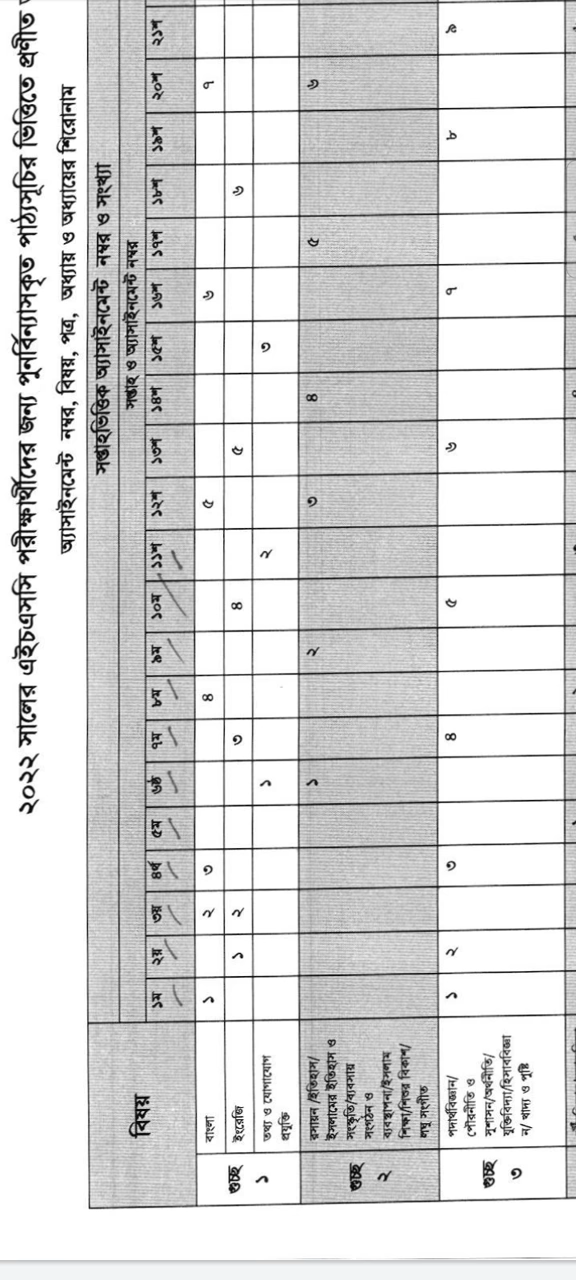 ২০২২ সালের এইচএসসি পরীক্ষার্থীদের জন্য পুনর্বিন্যাসকৃত পাঠ্যসূচির ভিত্তিতে প্রণীত
অ্যাসাইনমেন্ট নম্বর, বিষয়, পত্র, অধ্যায় ও অধ্যায়ের শিরোনাম
সপ্তাহভিত্তিক অ্যাসাইনমেন্ট নম্বর ও সংখ্যা
বিষয়
সপ্তাহ ও অ্যাসাইনমেন্ট নম্বর
১ম ২য় ৩য় ৪র্থ ৫ম ৬ষ্ঠ ৭ম ৮ম ৯ম ১০ম ১১শ ১২শ ১৩শ ১৪শ ১৫শ ১৬শ ১৭শ ১৮শ ১৯শ ২০শ ২১শ
গুচ্ছ
১
বাংলা ১ ২ ৩ ৪ ৫ ৬ ৭
ইংরেজি ১ ২ ৩ ৪ ৫ ৬
তথ্য ও যোগাযোগ
প্রযুক্তি
১ ২ ৩
গুচ্ছ
২
রসায়ন /ইতিহাস/
ইসলামের ইতিহাস ও
সংস্কৃতি/ব্যবসায়
সংগঠন ও
ব্যবস্থাপনা/ইসলাম
শিক্ষা/শিশুর বিকাশ/
লঘু সংগীত
১ ২ ৩ ৪ ৫ ৬
গুচ্ছ
৩
পদার্থবিজ্ঞান/
পৌরনীতি ও
সুশাসন/অর্থনীতি/
যুক্তিবিদ্যা/হিসাববিজ্ঞা
ন/ খাদ্য ও পুষ্টি
১ ২ ৩ ৪ ৫ ৬ ৭ ৮ ৯